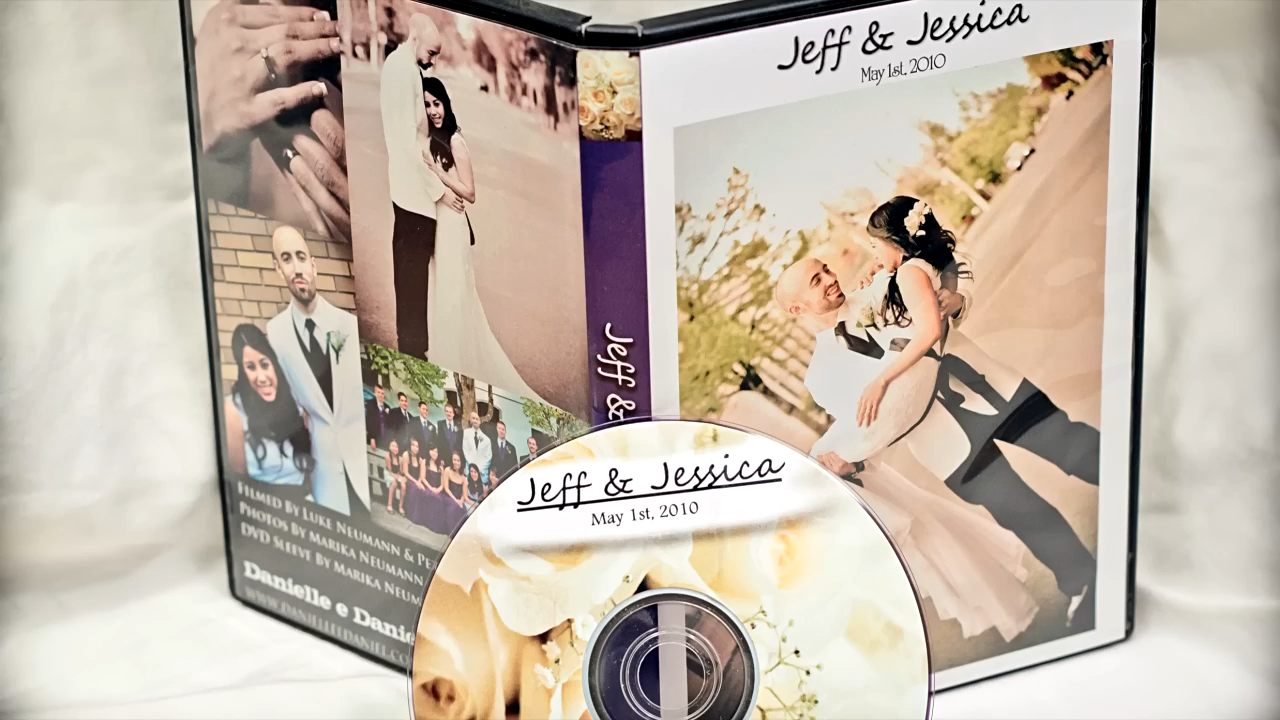 Jeff & Jessica
May 1st, 2010
Jeff &
Jeff & Jessica
May 1st, 2010
FILMED BY LUKE NEUMANN &
PHOTOS BY MARIKA NEUMANN
DVD SLEEVE BY MARIKA
Danielle e